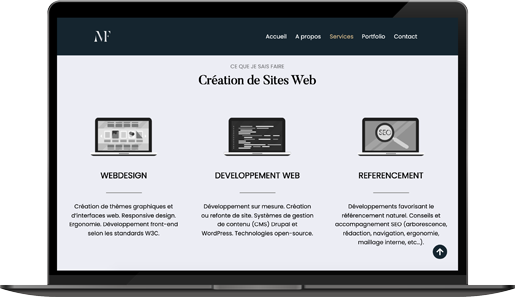 MF
Accueil A propos Services Portfolio Contact
CE QUE JE SAIS FAIRE
Création de Sites Web
SEO
WEBDESIGN
Création de thèmes graphiques et
d'interfaces web. Responsive design.
Ergonomie. Développement front-end
selon les standards W3C.
DEVELOPPEMENT WEB
Développement sur mesure. Création
ou refonte de site. Systèmes de gestion
de contenu (CMS) Drupal et
WordPress. Technologies open-source.
REFERENCEMENT
Développements favorisant le
référencement naturel. Conseils et
accompagnement SEO (arborescence,
rédaction, navigation, ergonomie,
maillage interne, etc...).